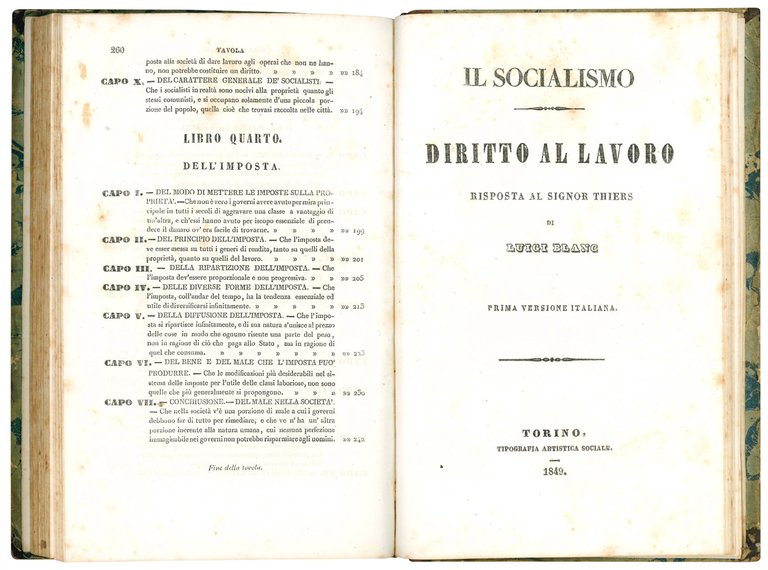 260 TAVOLA
posta alla società di dare lavoro agli operai che non ne han-
no, non potrebbe costituire un diritto. » » » » »» 184
CAPO X. — DEL CARATTERE GENERALE DE' SOCIALISTI. —
Che i socialisti in realtà sono nocivi alla proprietà quanto gli
stessi comunisti, e si occupano solamente d'una piccola por-
zione del popolo, quella cioè che trovasi raccolta nelle città. »» 194
LIBRO QUARTO.
DELL'IMPOSTA.
CAPO I. — DEL MODO DI METTERE LE IMPOSTE SULLA PRO-
PRIETA'. — Che non è vero i governi avere avuto per mira prin-
cipale in tutti i secoli di aggravare una classe a vantaggio di
un'altra, e ch'essi hanno avuto per iscopo essenziale di pren-
dere il danaro ov' era facile di trovarne. » » » »» 199
CAPO II. — DEL PRINCIPIO DELL'IMPOSTA. — Che l'imposta de-
ve esser messa su tutti i generi di rendita, tanto su quelli della
proprietà, quanto su quelli del lavoro. » » » » »» 201
CAPO III. — DELLA RIPARTIZIONE DELL'IMPOSTA. — Che
l'imposta dev'essere proporzionale e non progressiva. » » »» 205
CAPO IV. — DELLE DIVERSE FORME DELL'IMPOSTA. — Che
l'imposta, coll'andar del tempo, ha la tendenza essenziale ed
utile di diversificarsi infinitamente. » » » » »» 213
CAPO V. — DELLA DIFFUSIONE DELL'IMPOSTA. — Che l'impo-
sta si ripartisce infinitamente, e di sua natura s'unisce al prezzo
delle cose in modo che ognuno risente una parte del peso,
non in ragione di ciò che paga allo Stato, ma in ragione di
quel che consuma. » » » » » » » »» 223
CAPO VI. — DEL BENE E DEL MALE CHE L'IMPOSTA PUO'
PRODURRE. — Che le modificazioni più desiderabili nel si-
stema delle imposte per l'utile delle classi laboriose, non sono
quelle che più generalmente si propongono. » » » »» 230
CAPO VII. — CONCHIUSIONE. — DEL MALE NELLA SOCIETA'.
— Che nella società v'è una porzione di male a cui i governi
debbono far di tutto per rimediare, e che ve n' ha un' altra
porzione inerente alla natura umana, cui nessuna perfezione
immaginabile nei governi non potrebbe risparmiare agli uomini. »» 242
Fine della tavola.
IL SOCIALISMO
DIRITTO AL LAVORO
RISPOSTA AL SIGNOR THIERS
DI
LUIGI BLANC
PRIMA VERSIONE ITALIANA.
TORINO,
TIPOGRAFIA ARTISTICA SOCIALE.
1849.